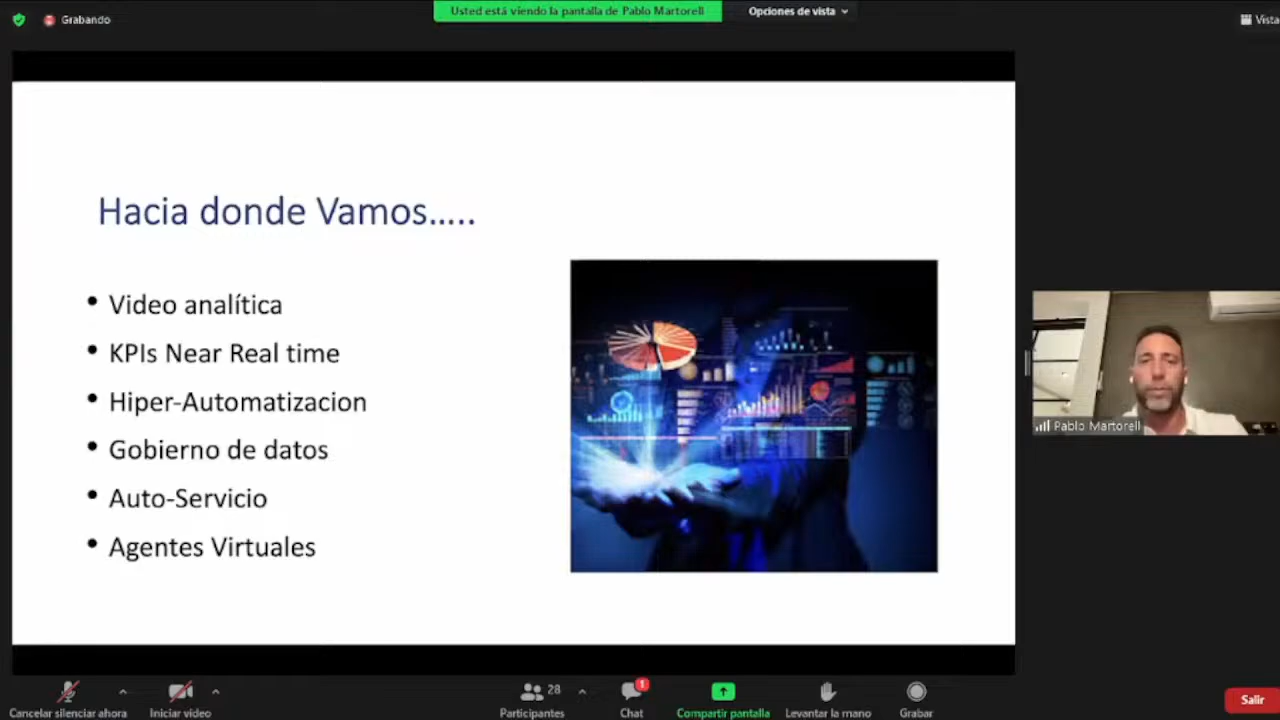 Grabando
Usted está viendo la pantalla de Pablo Martorell
Opciones de vista
Vista
Hacia donde Vamos.....
• Video analítica
• KPIs Near Real time
• Hiper-Automatizacion
• Gobierno de datos
• Auto-Servicio
• Agentes Virtuales
Pablo Martorell
28
1
Cancelar silenciar ahora
Iniciar video
Participantes
Chat
Compartir pantalla
Levantar la mano
Grabar
Salir